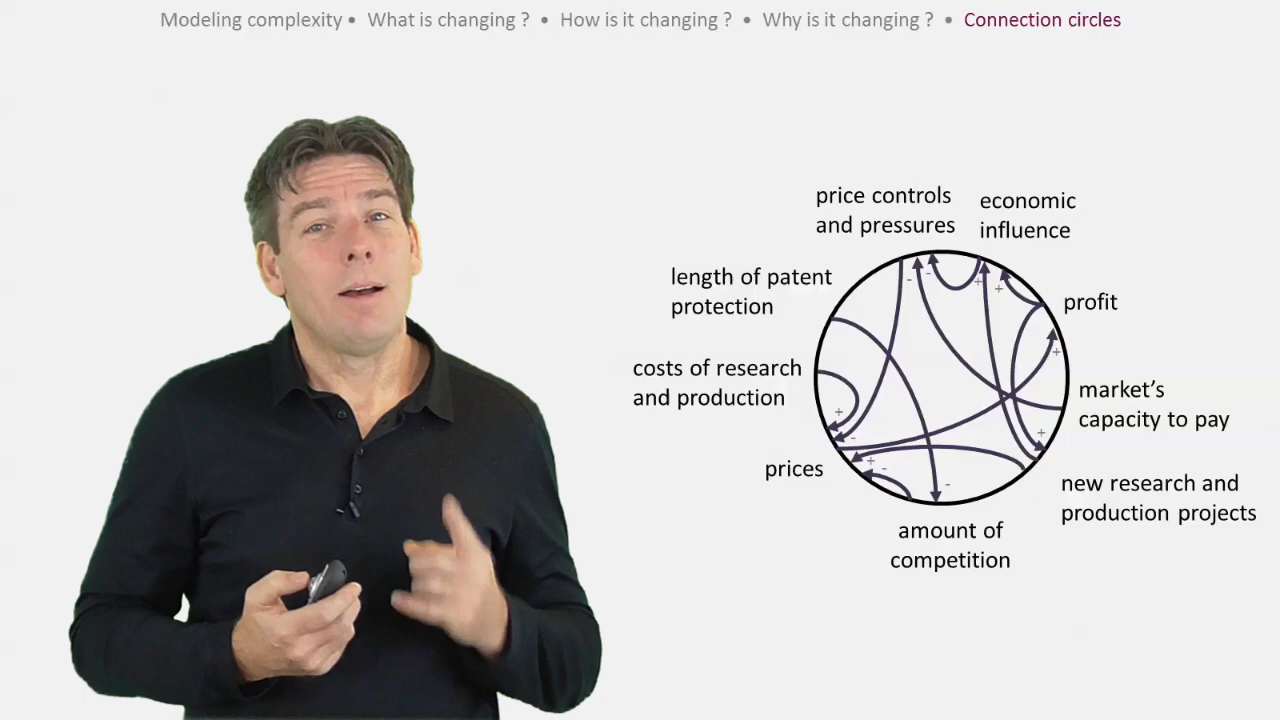 Modeling complexity • What is changing ? • How is it changing ? • Why is it changing ? • Connection circles
price controls
and pressures
economic
influence
length of patent
protection
profit
costs of research
and production
market's
capacity to pay
prices
new research and
production projects
amount of
competition
- - + +
+
+ -
+
+ -
-